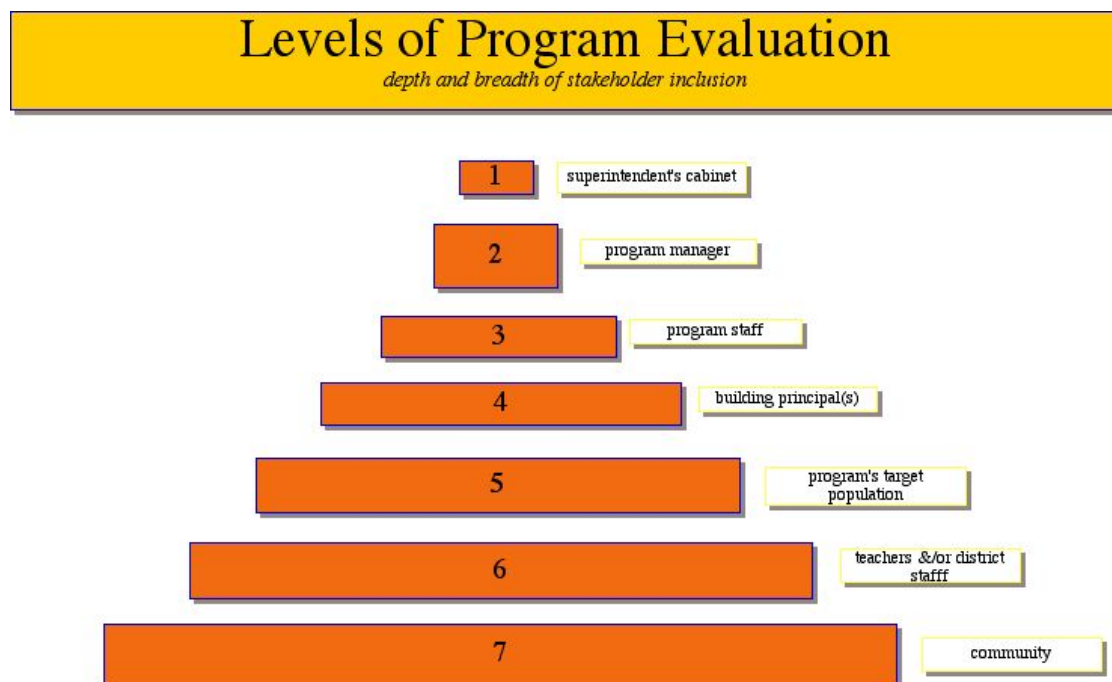 Levels of Program Evaluation
depth and breadth of stakeholder inclusion
1
superintendent's cabinet
2
program manager
3
program staff
4
building principal(s)
5
program's target
population
6
teachers &/or district
stafff
7
community